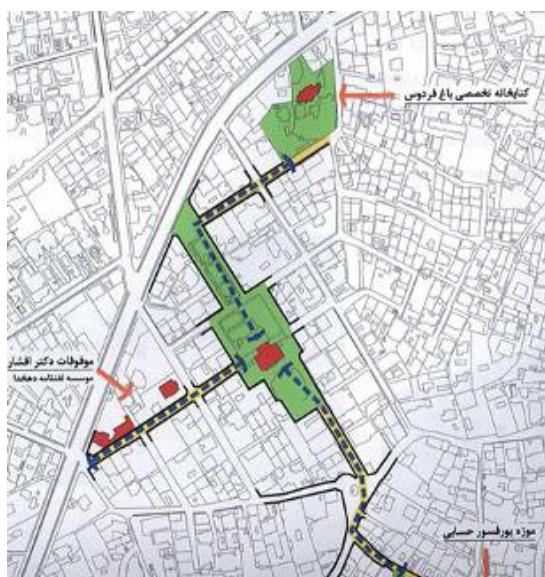 کتابخانه تخصصی باغ فردوس
موقوفات دکتر افشار
موسسه لغتنامه دهخدا
موزه پورفسور حسابی